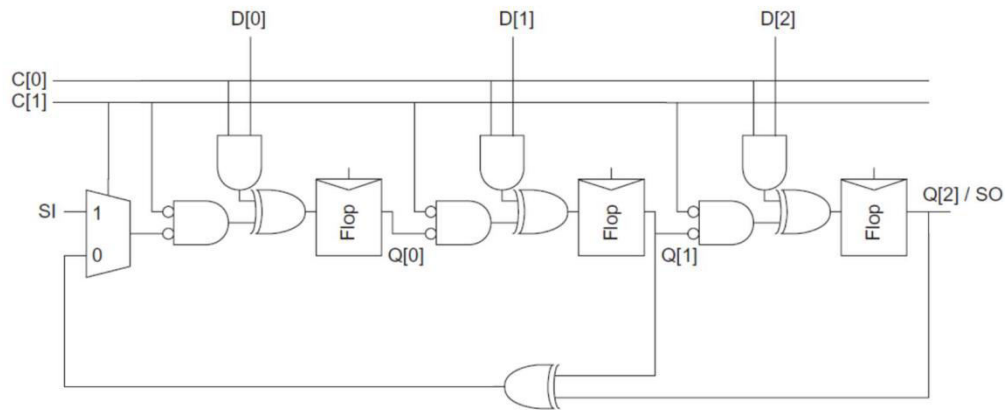 D[0] D[1] D[2]
C[0]
C[1]
SI 1 Flop Flop Flop Q[2] / SO
0 Q[0] Q[1]